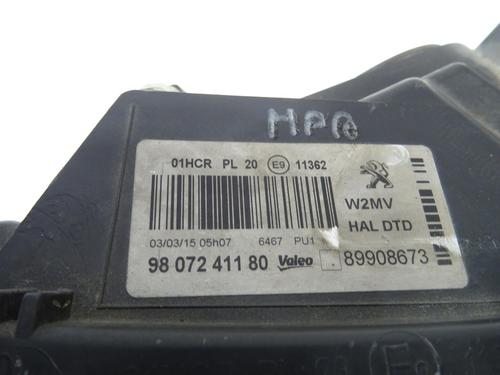 MPA
01HCR PL 20 E9 11362
W2MV
HAL DTD
03/03/15 05h07 6467 PU1
98 072 411 80 Valeo 89908673